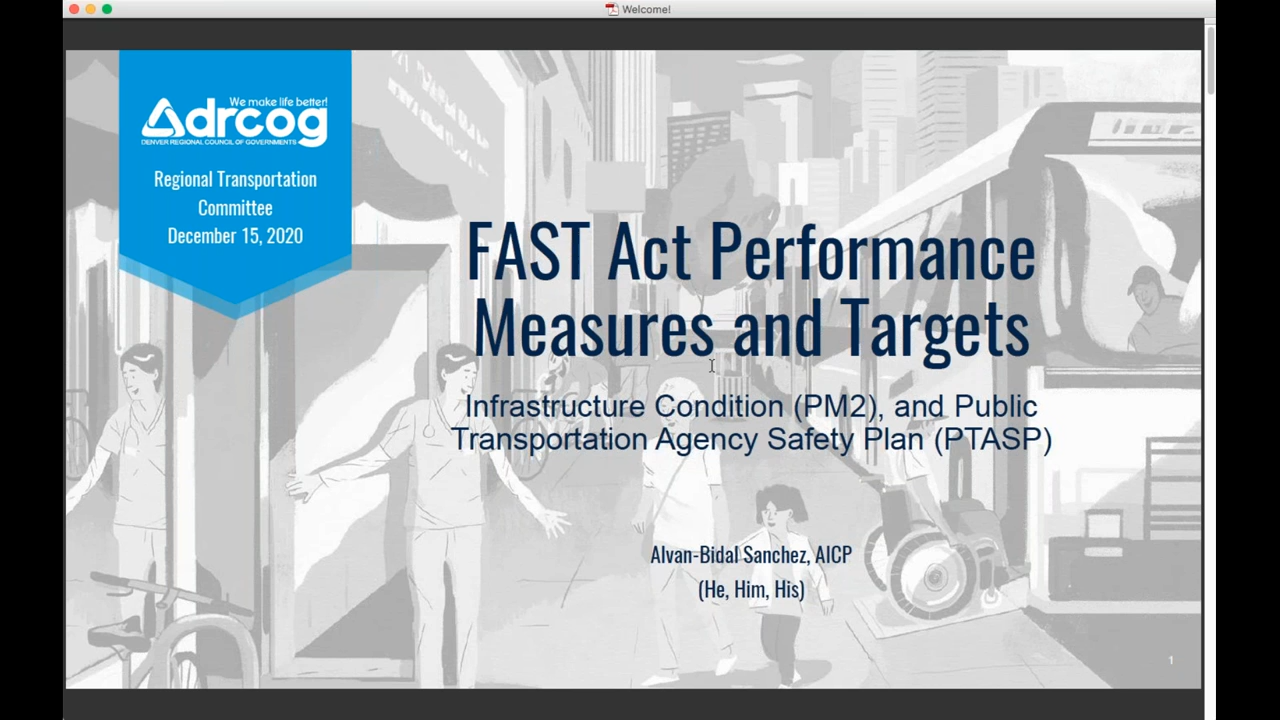 Welcome!
We make life better!
drcog
DENVER REGIONAL COUNCIL OF GOVERNMENTS
Regional Transportation
Committee
December 15, 2020
FAST Act Performance
Measures and Targets
Infrastructure Condition (PM2), and Public
Transportation Agency Safety Plan (PTASP)
Alvan-Bidal Sanchez, AICP
(He, Him, His)
1